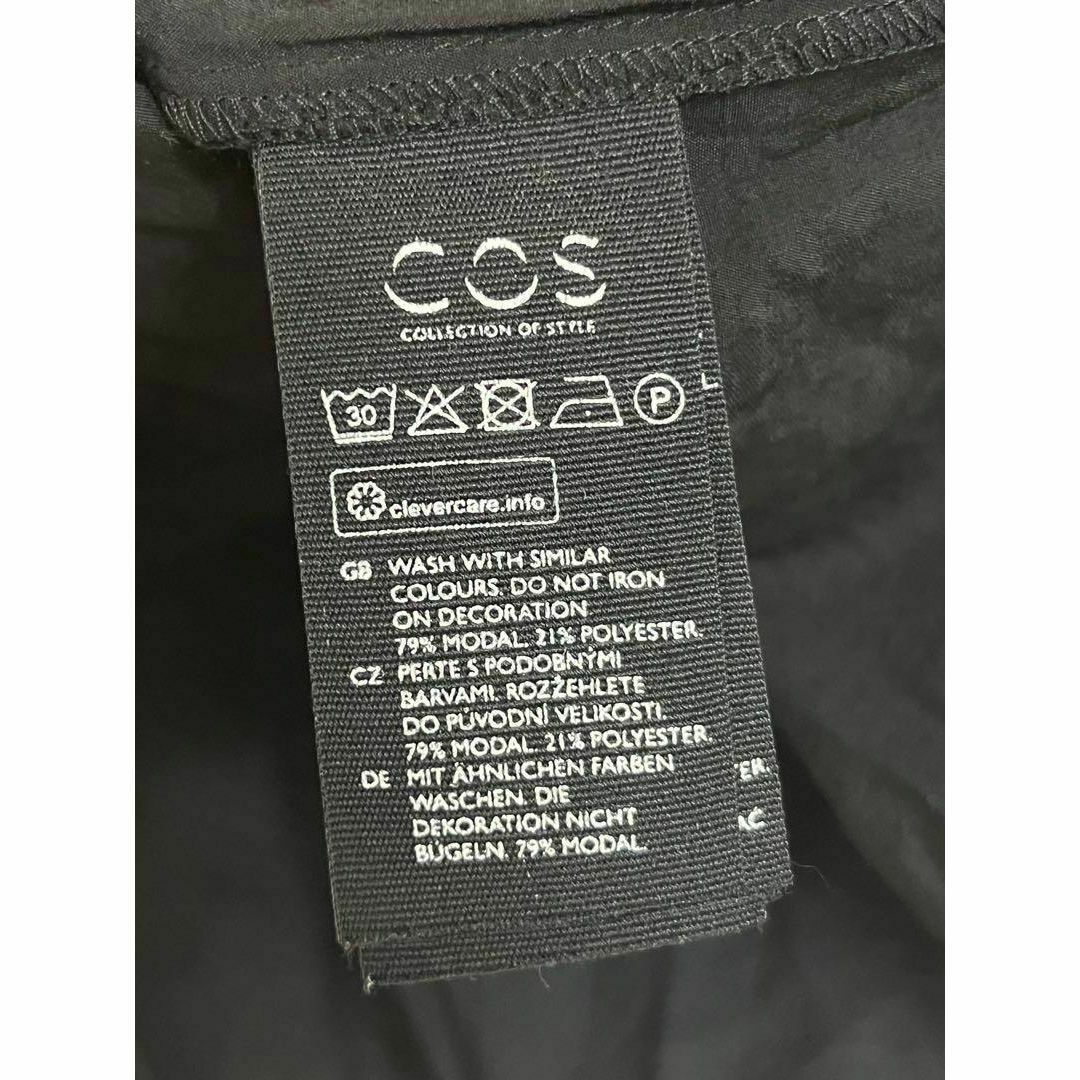 COS
COLLECTION OF STYLE
30 P
clevercare.info
GB WASH WITH SIMILAR
COLOURS. DO NOT IRON
ON DECORATION.
79% MODAL. 21% POLYESTER.
CZ PERTE S PODOBNÝMI
BARVAMI. ROZŽEHLETE
DO PŮVODNÍ VELIKOSTI.
79% MODAL. 21% POLYESTER.
DE MIT ÄHNLICHEN FARBEN
WASCHEN. DIE
DEKORATION NICHT
BÜGELN. 79% MODAL.